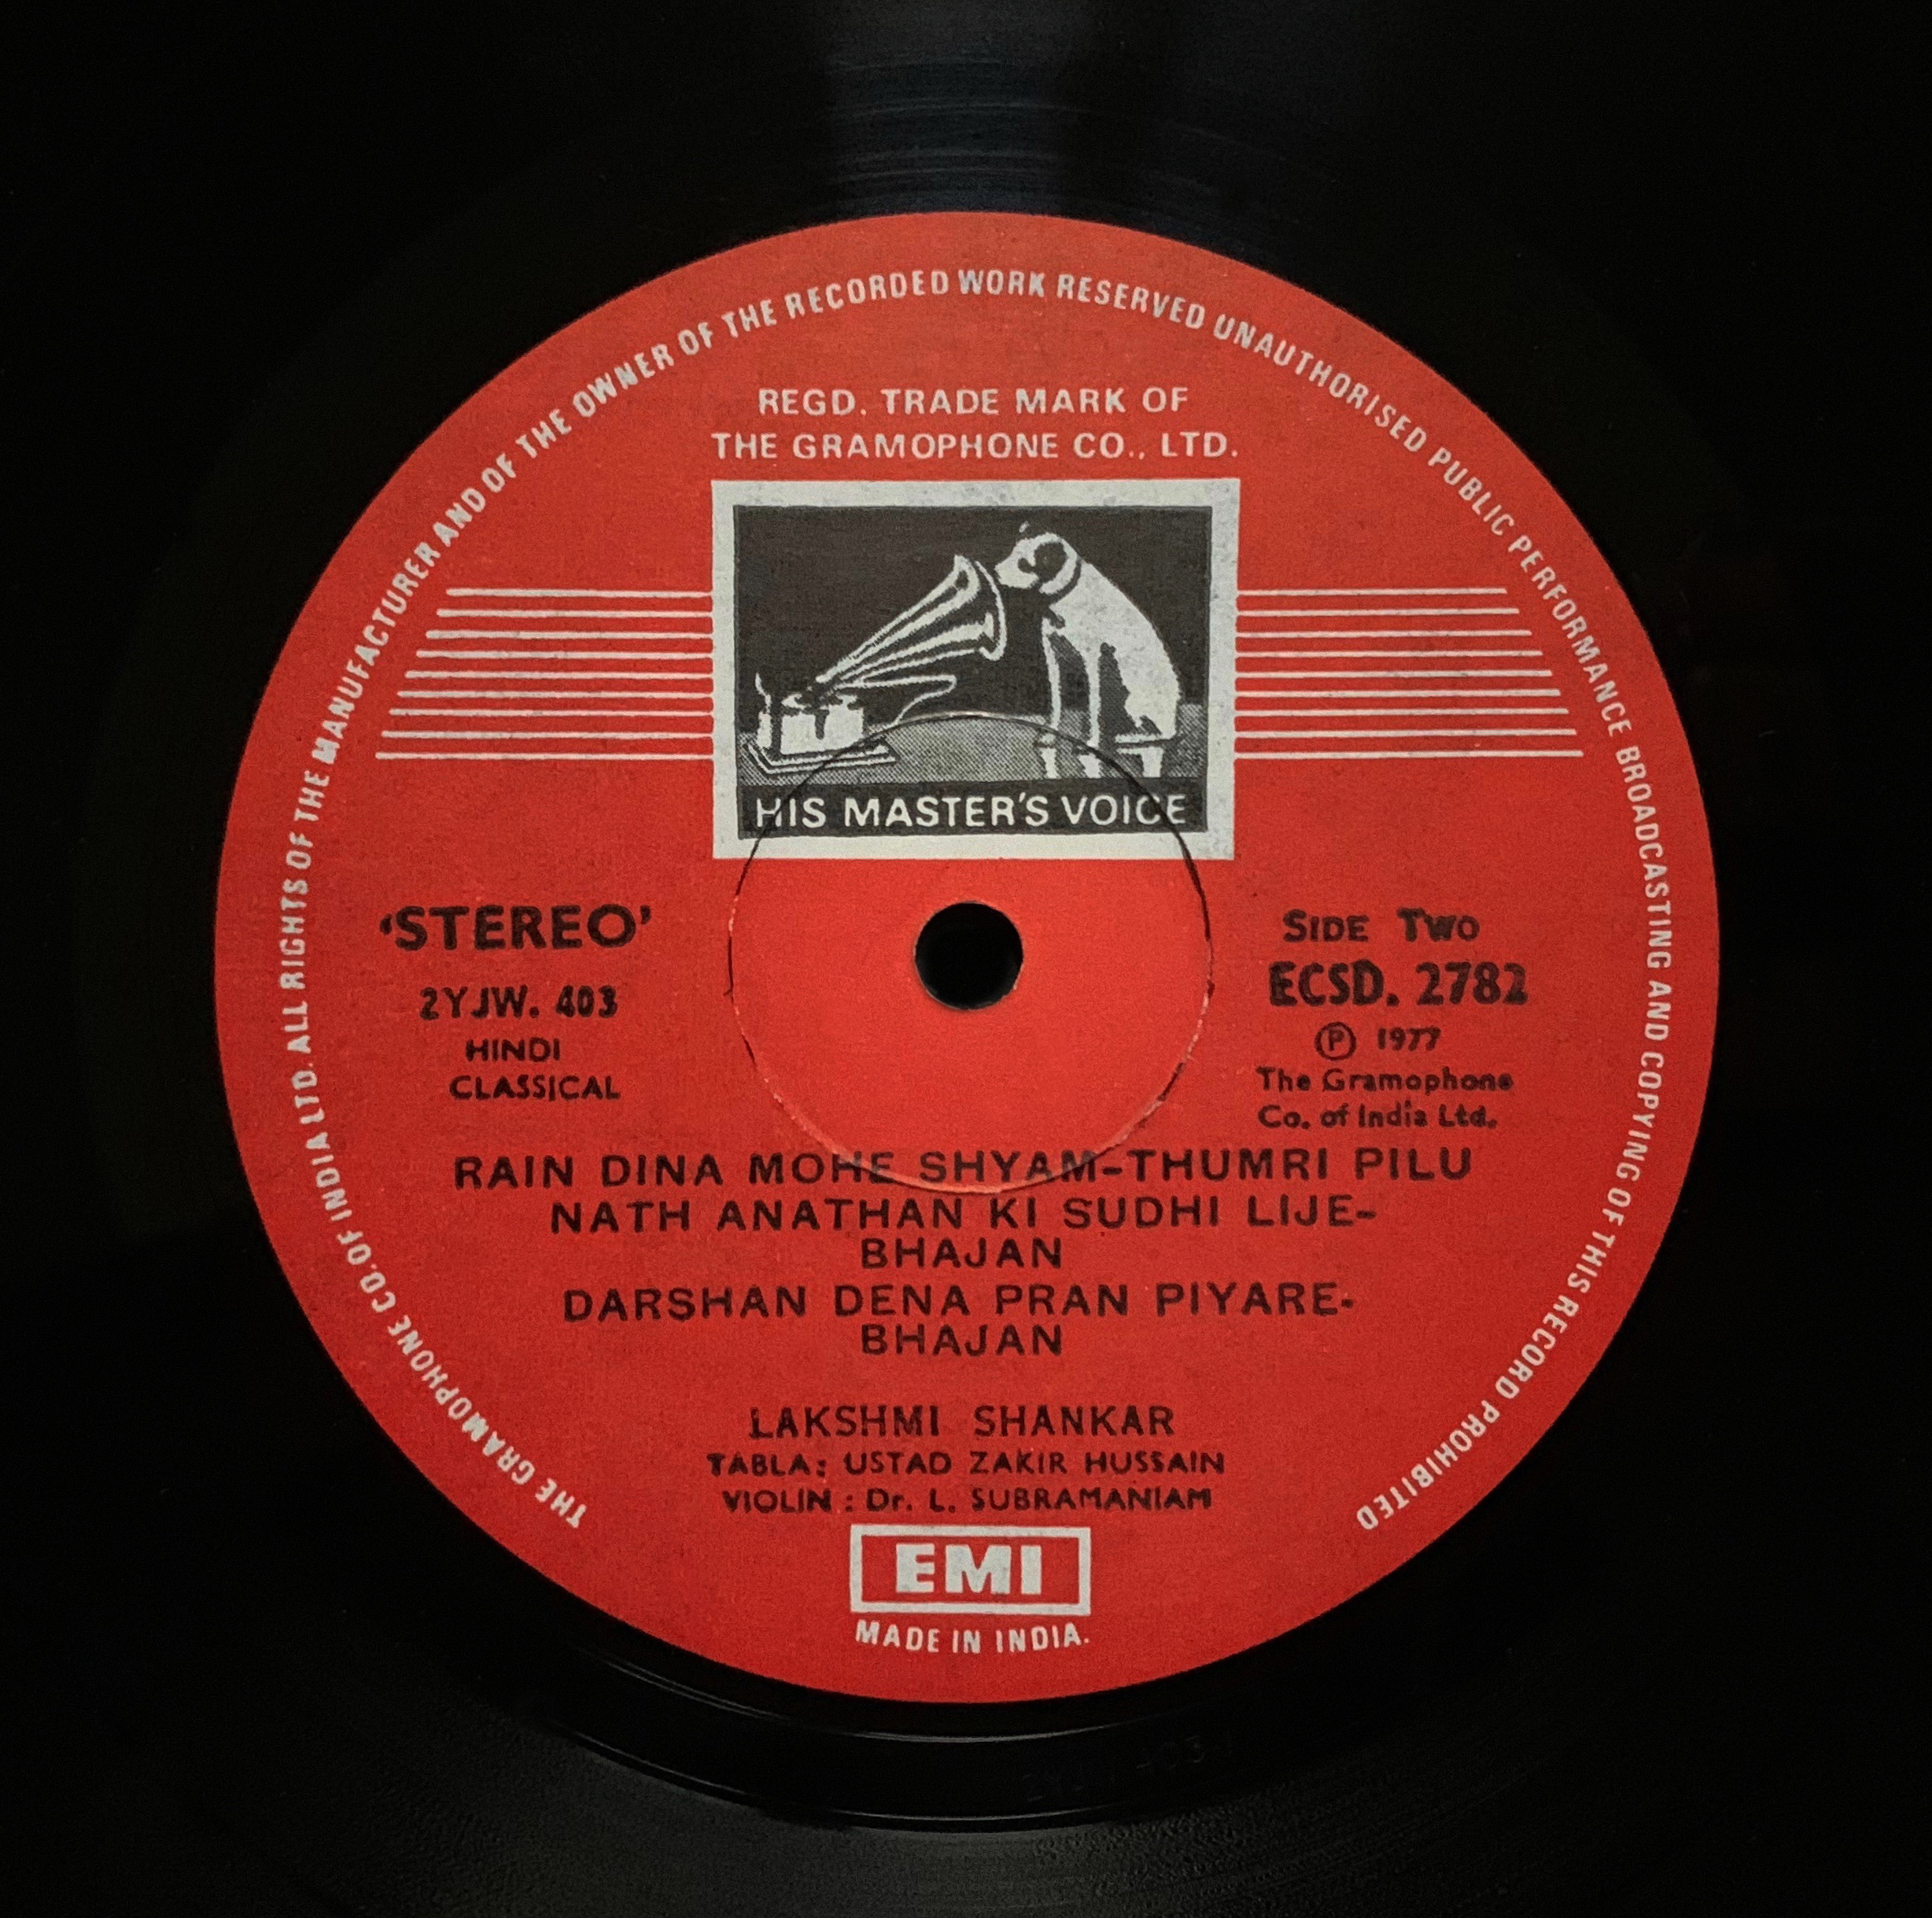 THE GRAMOPHONE CO. OF INDIA LTD. ALL RIGHTS OF THE MANUFACTURER AND OF THE OWNER OF THE RECORDED WORK RESERVED UNAUTHORISED PUBLIC PERFORMANCE BROADCASTING AND COPYING OF THIS RECORD PROHIBITED
REGD. TRADE MARK OF
THE GRAMOPHONE CO., LTD.
HIS MASTER'S VOICE
'STEREO'
2YJW. 403
HINDI
CLASSICAL
SIDE TWO
ECSD. 2782
℗ 1977
The Gramophone
Co. of India Ltd.
RAIN DINA MOHE SHYAM-THUMRI PILU
NATH ANATHAN KI SUDHI LIJE-
BHAJAN
DARSHAN DENA PRAN PIYARE-
BHAJAN
LAKSHMI SHANKAR
TABLA: USTAD ZAKIR HUSSAIN
VIOLIN : Dr. L. SUBRAMANIAM
EMI
MADE IN INDIA.